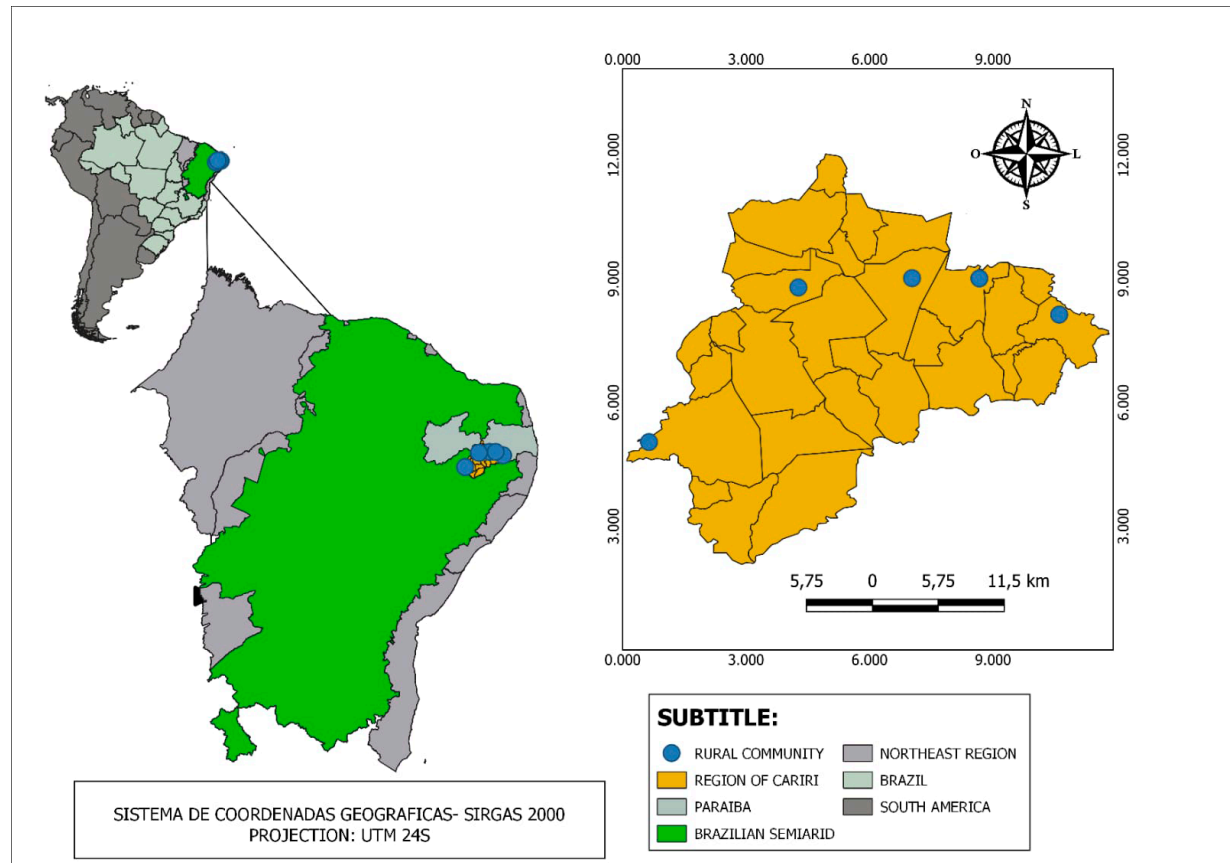 0.000 3.000 6.000 9.000
N
O L
S
12.000 12.000
9.000 9.000
6.000 6.000
3.000 3.000
5,75 0 5,75 11,5 km
0.000 3.000 6.000 9.000
SUBTITLE:
RURAL COMMUNITY NORTHEAST REGION
REGION OF CARIRI BRAZIL
PARAIBA SOUTH AMERICA
BRAZILIAN SEMIARID
SISTEMA DE COORDENADAS GEOGRAFICAS- SIRGAS 2000
PROJECTION: UTM 24S